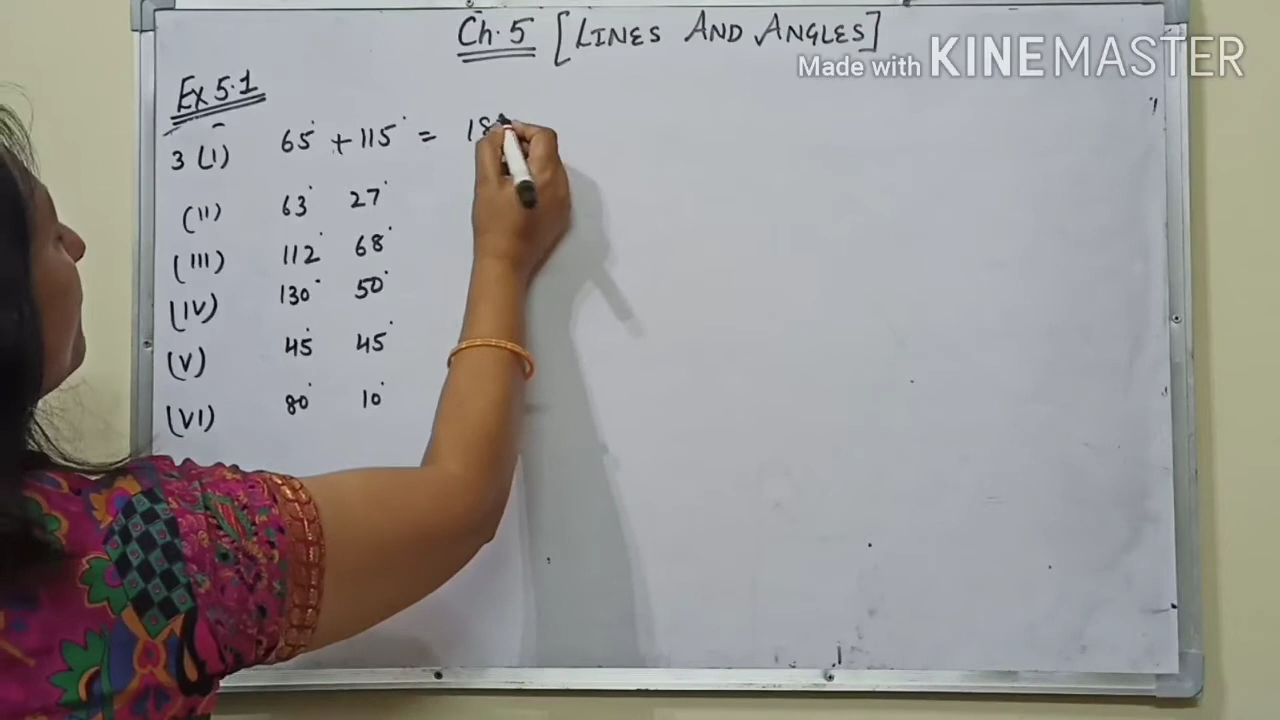 Ch.5 [LINES AND ANGLES]
Made with KINEMASTER
Ex 5.1
3 (i) 65° + 115° = 18
(ii) 63° 27°
(iii) 112° 68°
(iv) 130° 50°
(v) 45° 45°
(vi) 80° 10°